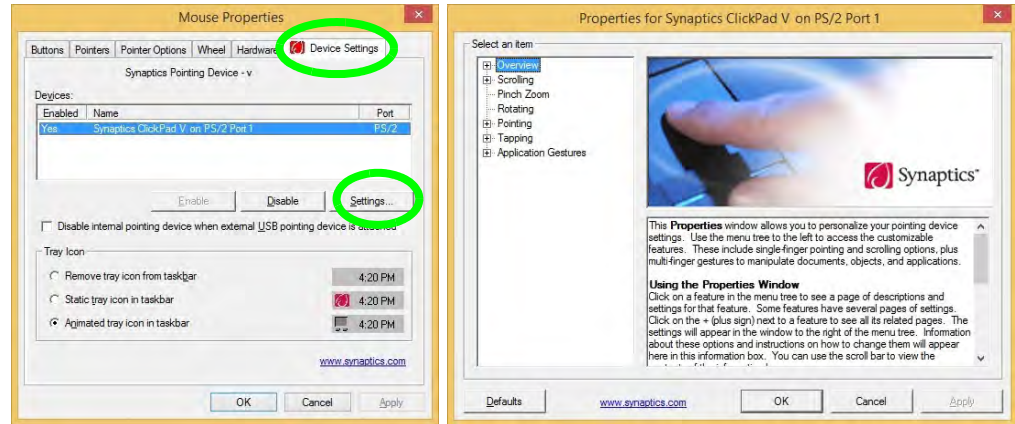 Mouse Properties
Buttons Pointers Pointer Options Wheel Hardware Device Settings
Synaptics Pointing Device - v
Devices:
Enabled Name Port
Yes Synaptics ClickPad V on PS/2 Port 1 PS/2
Enable Disable Settings...
Disable internal pointing device when external USB pointing device is attached
Tray Icon
Remove tray icon from taskbar 4:20 PM
Static tray icon in taskbar 4:20 PM
Animated tray icon in taskbar 4:20 PM
www.synaptics.com
OK Cancel Apply
Properties for Synaptics ClickPad V on PS/2 Port 1
Select an item
Overview
Scrolling
Pinch Zoom
Rotating
Pointing
Tapping
Application Gestures
Synaptics
This Properties window allows you to personalize your pointing device
settings. Use the menu tree to the left to access the customizable
features. These include single-finger pointing and scrolling options, plus
multi-finger gestures to manipulate documents, objects, and applications.
Using the Properties Window
Click on a feature in the menu tree to see a page of descriptions and
settings for that feature. Some features have several pages of settings.
Click on the + (plus sign) next to a feature to see all its related pages. The
settings will appear in the window to the right of the menu tree. Information
about these options and instructions on how to change them will appear
here in this information box. You can use the scroll bar to view the
Defaults www.synaptics.com OK Cancel Apply